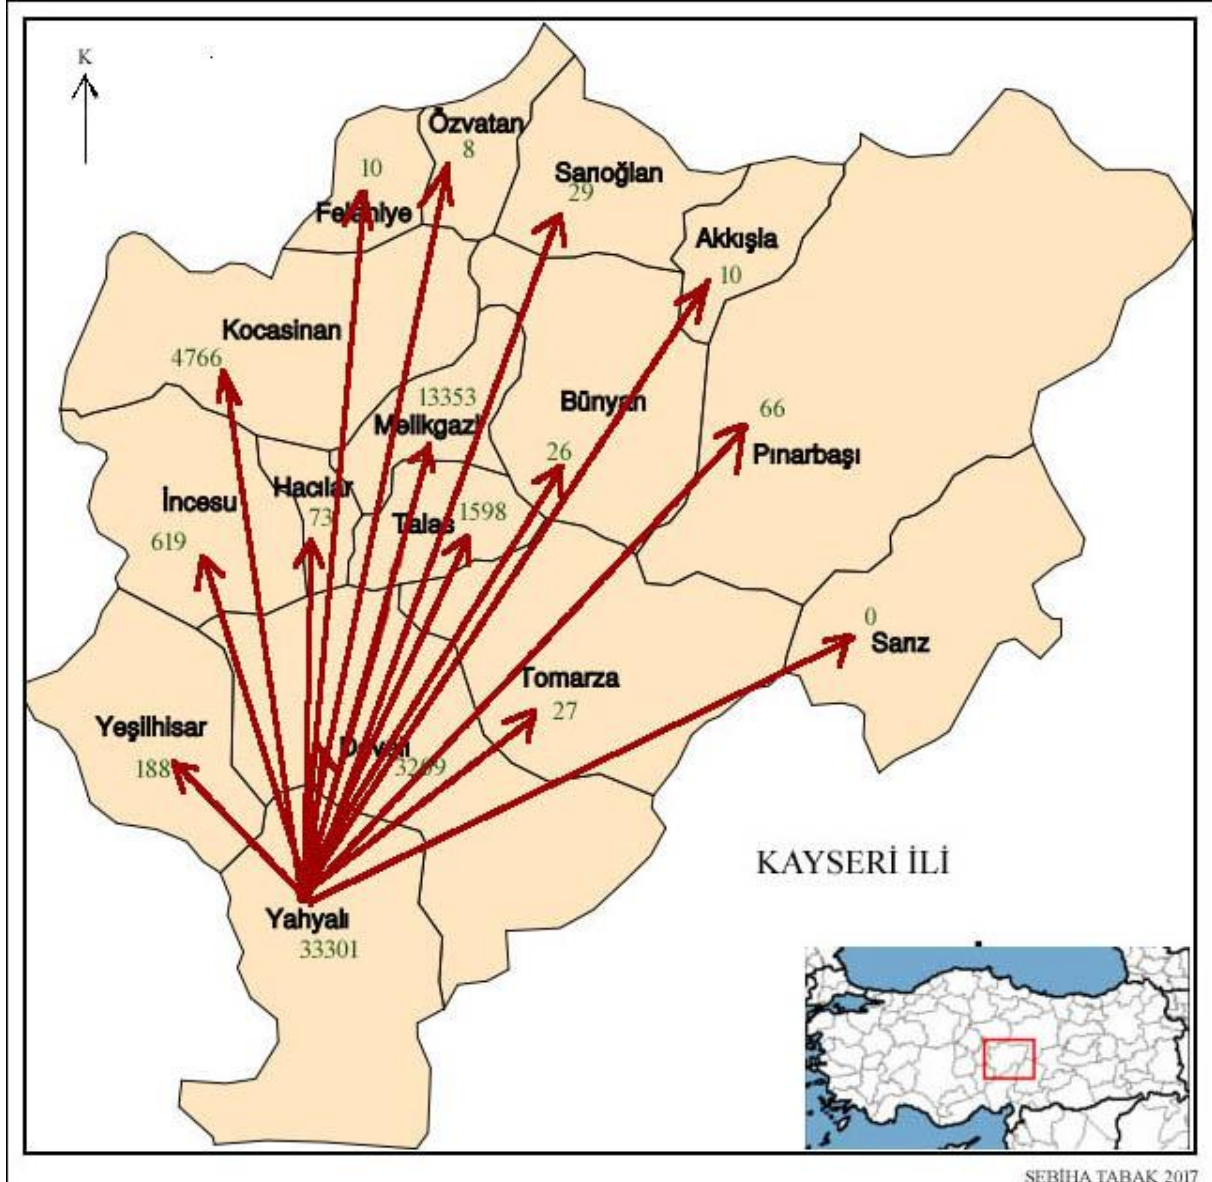 K
Özvatan
8
10
Sarıoğlan
29
Felahiye
Akkışla
10
Kocasinan
4766
13353
Melikgazi
Bünyan
66
Pınarbaşı
26
Hacılar
73
İncesu
619
Talas
1598
0
Sarız
Tomarza
27
Yeşilhisar
188
Develi
3269
KAYSERİ İLİ
Yahyalı
33301
SEBİHA TABAK 2017